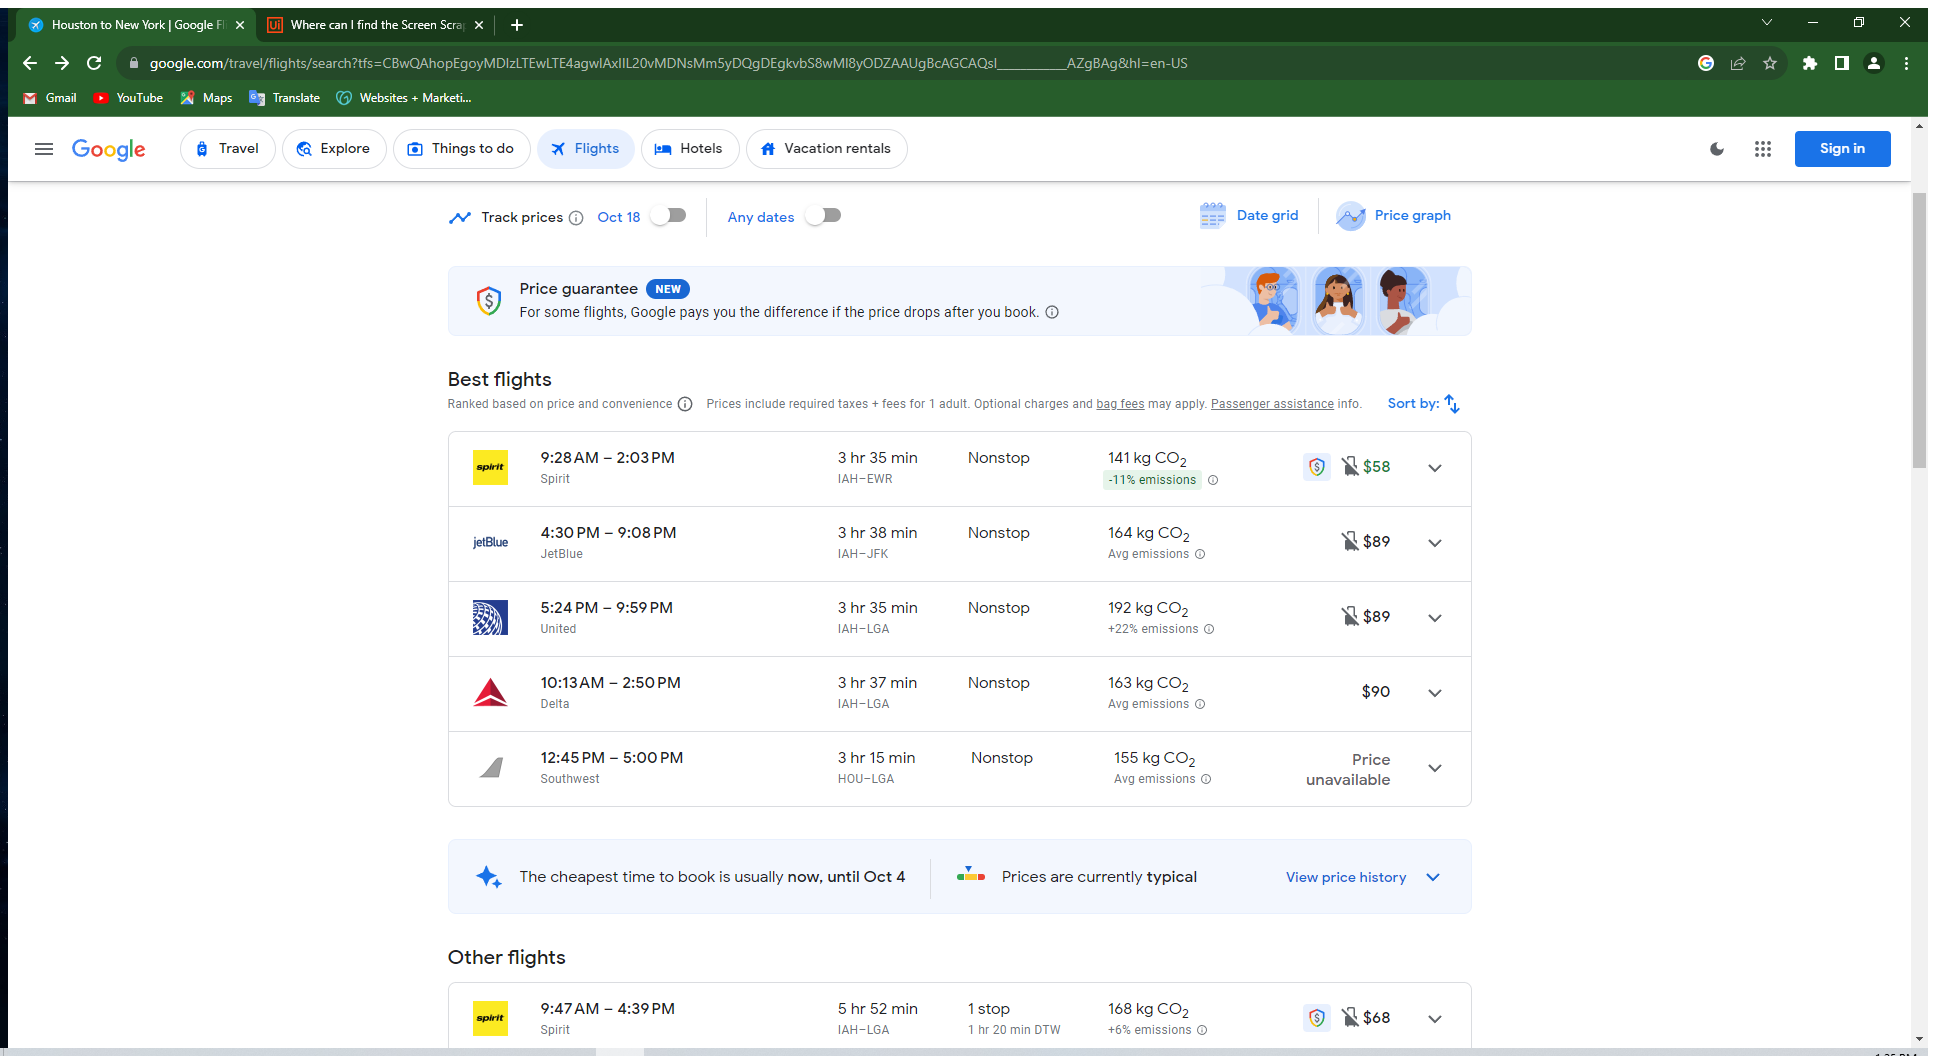 Houston to New York | Google Fl
Where can I find the Screen Scrap
google.com/travel/flights/search?tfs=CBwQAhopEgoyMDIzLTEwLTE4agwIAxIIL20vMDNsMm5yDQgDEgkvbS8wMl8yODZAAUgBcAGCAQsI___________AZgBAg&hl=en-US
Gmail YouTube Maps Translate Websites + Marketi...
Google Travel Explore Things to do Flights Hotels Vacation rentals Sign in
Track prices Oct 18 Any dates Date grid Price graph
Price guarantee NEW
For some flights, Google pays you the difference if the price drops after you book.
Best flights
Ranked based on price and convenience Prices include required taxes + fees for 1 adult. Optional charges and bag fees may apply. Passenger assistance info. Sort by:
spirit 9:28 AM – 2:03 PM 3 hr 35 min Nonstop 141 kg CO2 $58
Spirit IAH–EWR -11% emissions
jetBlue 4:30 PM – 9:08 PM 3 hr 38 min Nonstop 164 kg CO2 $89
JetBlue IAH–JFK Avg emissions
5:24 PM – 9:59 PM 3 hr 35 min Nonstop 192 kg CO2 $89
United IAH–LGA +22% emissions
10:13 AM – 2:50 PM 3 hr 37 min Nonstop 163 kg CO2 $90
Delta IAH–LGA Avg emissions
12:45 PM – 5:00 PM 3 hr 15 min Nonstop 155 kg CO2 Price
Southwest HOU–LGA Avg emissions unavailable
The cheapest time to book is usually now, until Oct 4 Prices are currently typical View price history
Other flights
spirit 9:47 AM – 4:39 PM 5 hr 52 min 1 stop 168 kg CO2 $68
Spirit IAH–LGA 1 hr 20 min DTW +6% emissions